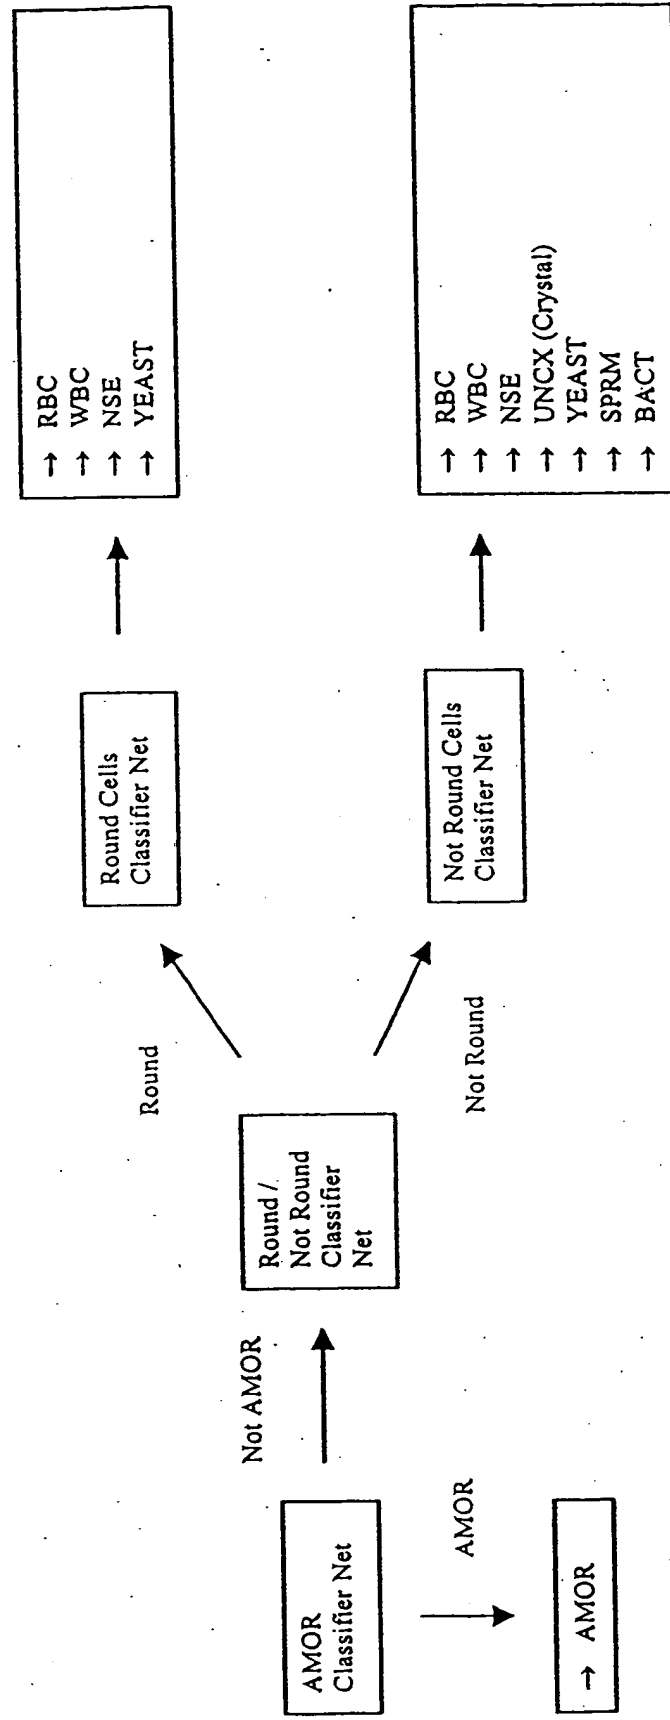 AMOR
Classifier Net
AMOR
→ AMOR
Not AMOR
Round /
Not Round
Classifier
Net
Round
Not Round
Round Cells
Classifier Net
→ RBC
→ WBC
→ NSE
→ YEAST
Not Round Cells
Classifier Net
→ RBC
→ WBC
→ NSE
→ UNCX (Crystal)
→ YEAST
→ SPRM
→ BACT